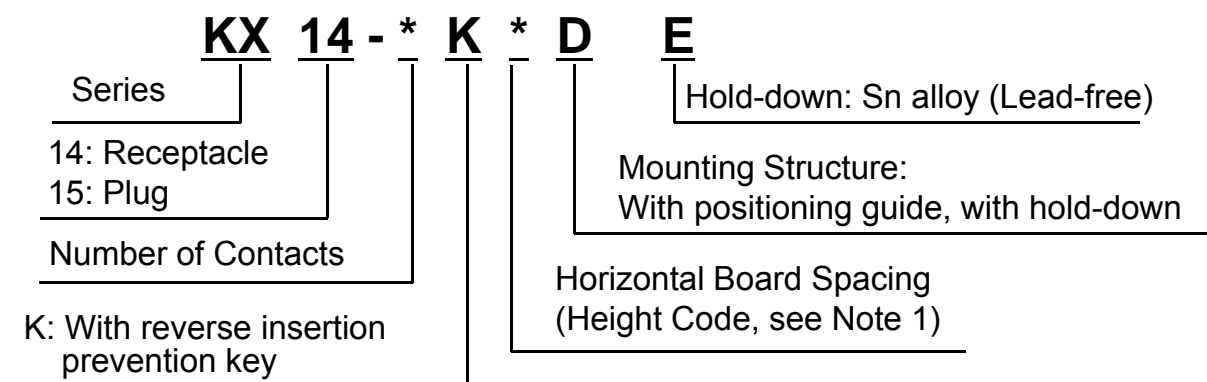 KX 14 - * K * D E
Series
Hold-down: Sn alloy (Lead-free)
14: Receptacle
15: Plug
Mounting Structure:
With positioning guide, with hold-down
Number of Contacts
Horizontal Board Spacing
(Height Code, see Note 1)
K: With reverse insertion
prevention key